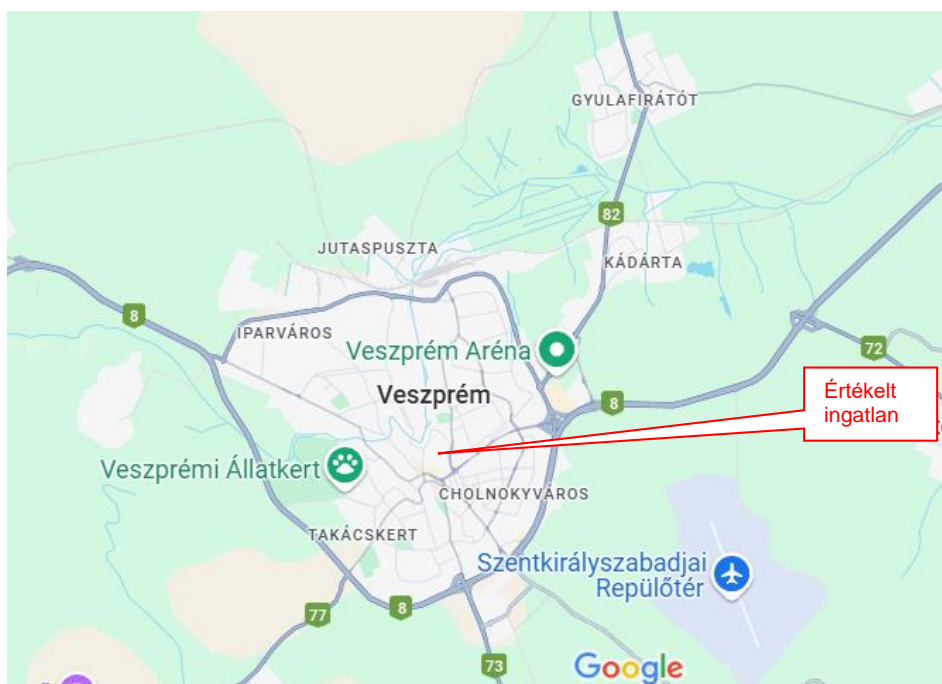 GYULAFIRÁTÓT
82
JUTASPUSZTA
KÁDÁRTA
8
IPARVÁROS
72
Veszprém Aréna
Értékelt
ingatlan
Veszprém
8
Veszprémi Állatkert
CHOLNOKYVÁROS
TAKÁCSKERT
Szentkirályszabadjai
Repülőtér
8
77
73
Google